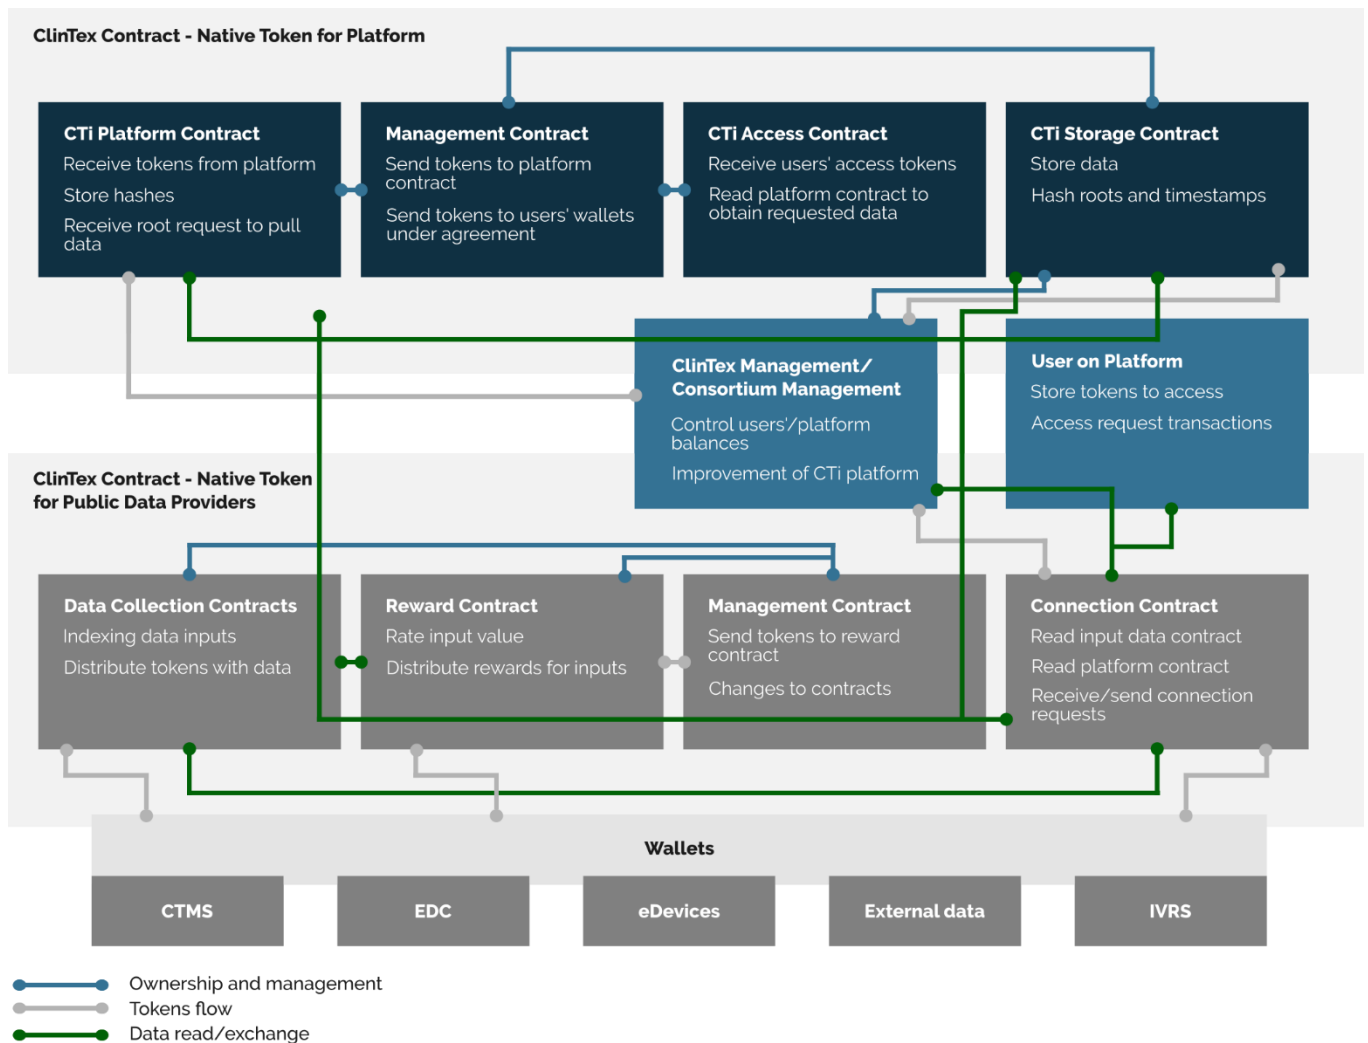 ClinTex Contract - Native Token for Platform
CTi Platform Contract
Receive tokens from platform
Store hashes
Receive root request to pull
data
Management Contract
Send tokens to platform
contract
Send tokens to users' wallets
under agreement
CTi Access Contract
Receive users' access tokens
Read platform contract to
obtain requested data
CTi Storage Contract
Store data
Hash roots and timestamps
ClinTex Management/
Consortium Management
Control users'/platform
balances
Improvement of CTi platform
User on Platform
Store tokens to access
Access request transactions
ClinTex Contract - Native Token
for Public Data Providers
Data Collection Contracts
Indexing data inputs
Distribute tokens with data
Reward Contract
Rate input value
Distribute rewards for inputs
Management Contract
Send tokens to reward
contract
Changes to contracts
Connection Contract
Read input data contract
Read platform contract
Receive/send connection
requests
Wallets
CTMS
EDC
eDevices
External data
IVRS
Ownership and management
Tokens flow
Data read/exchange